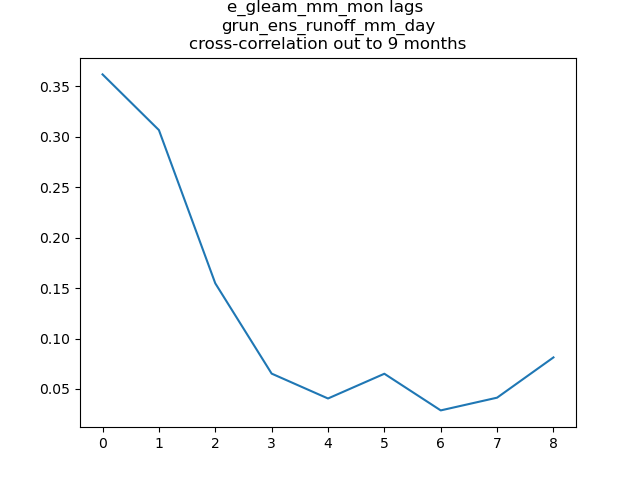 e_gleam_mm_mon lags
grun_ens_runoff_mm_day
cross-correlation out to 9 months
0.35
0.30
0.25
0.20
0.15
0.10
0.05
0 1 2 3 4 5 6 7 8